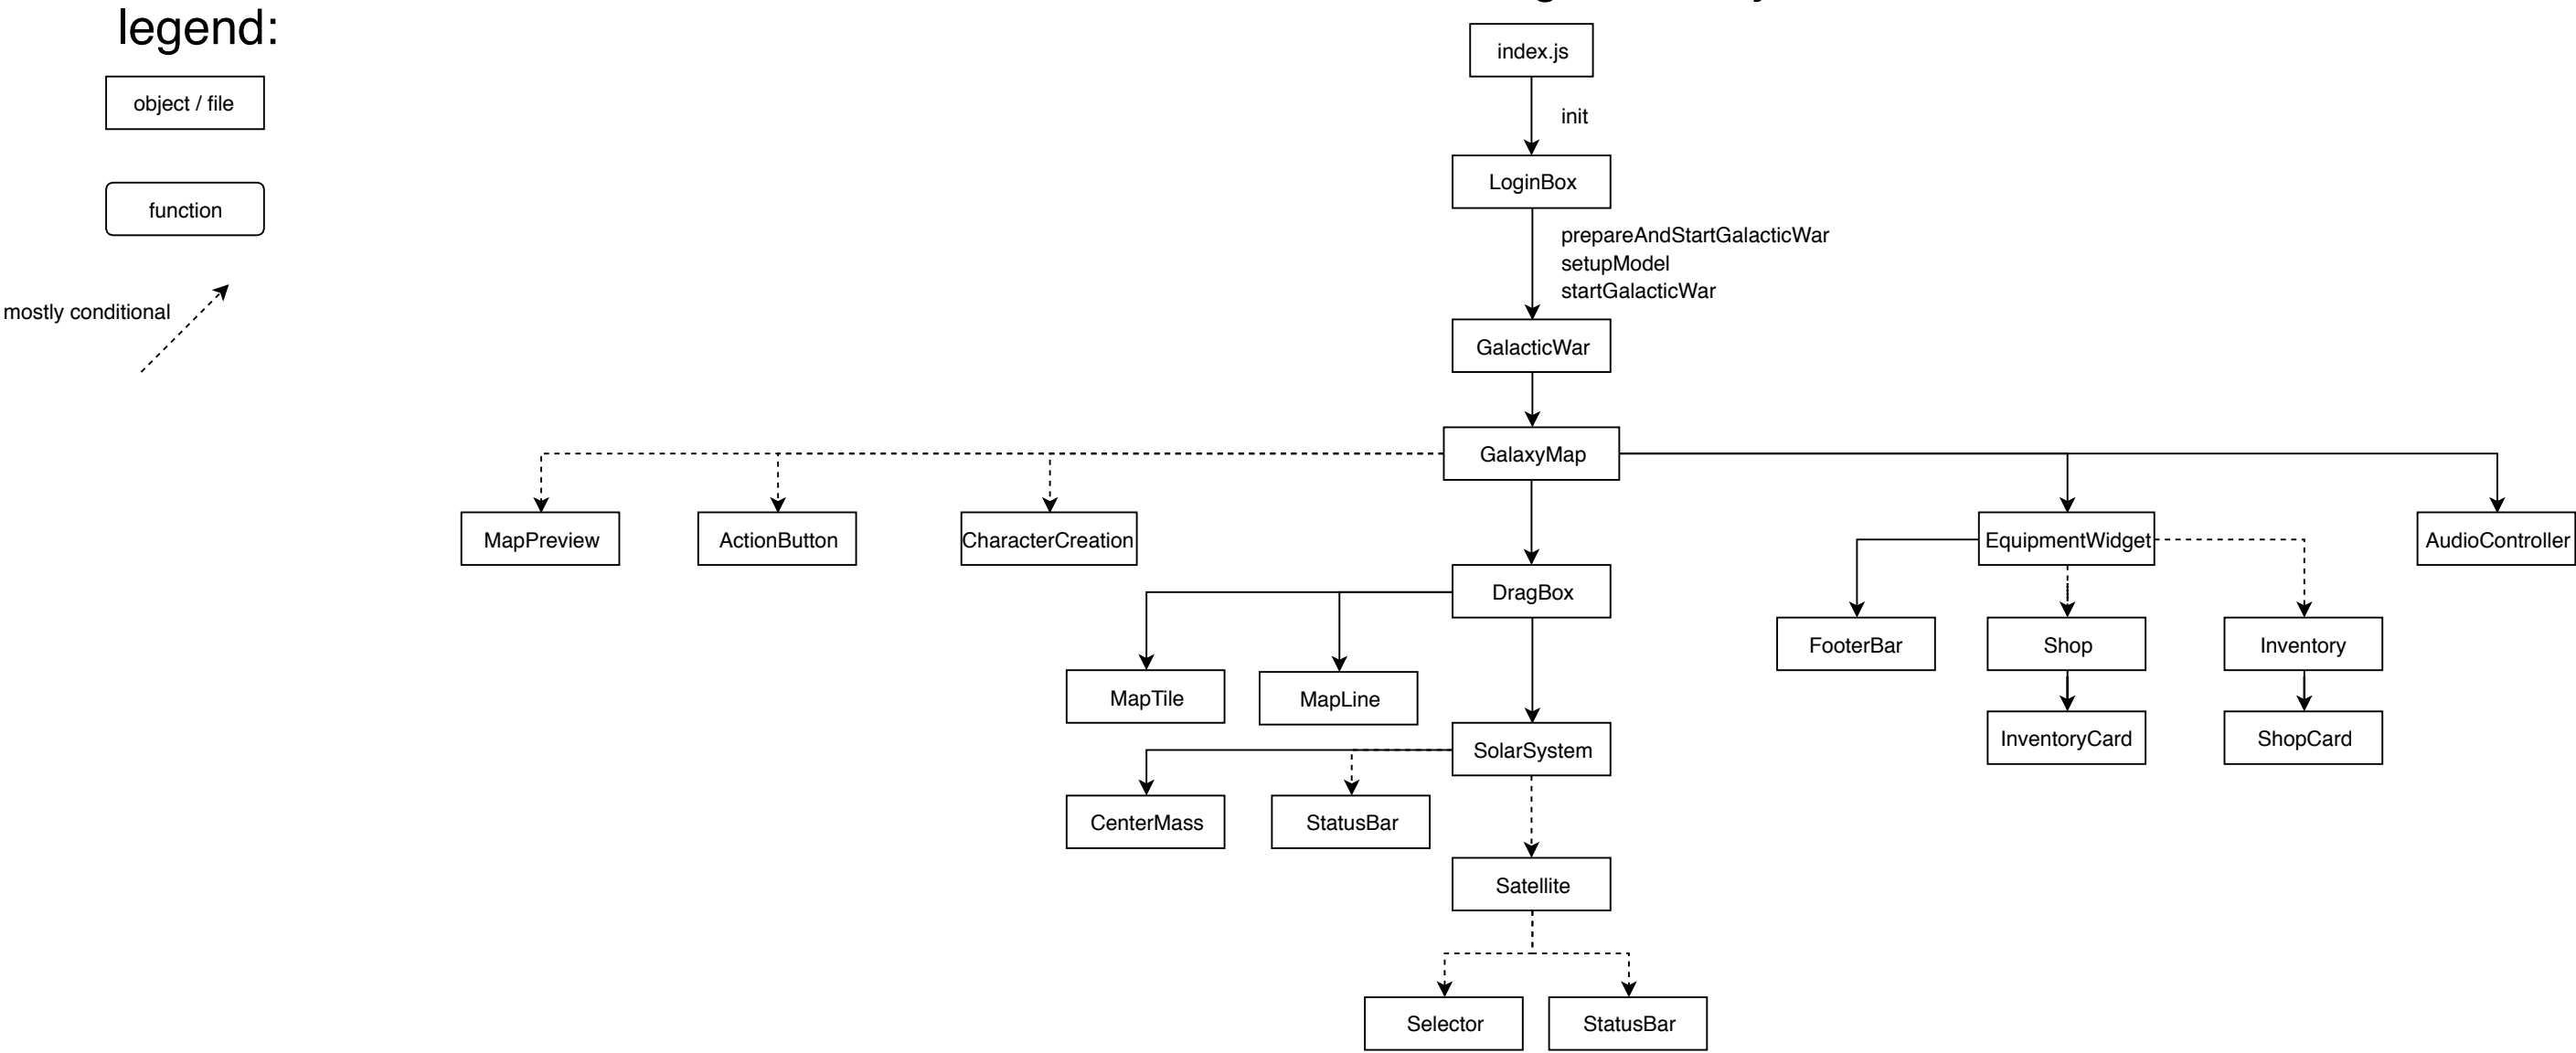 legend:
index.js
object / file
init
LoginBox
function
prepareAndStartGalacticWar
setupModel
startGalacticWar
mostly conditional
GalacticWar
GalaxyMap
MapPreview
ActionButton
CharacterCreation
EquipmentWidget
AudioController
DragBox
FooterBar
Shop
Inventory
MapTile
MapLine
InventoryCard
ShopCard
SolarSystem
CenterMass
StatusBar
Satellite
Selector
StatusBar